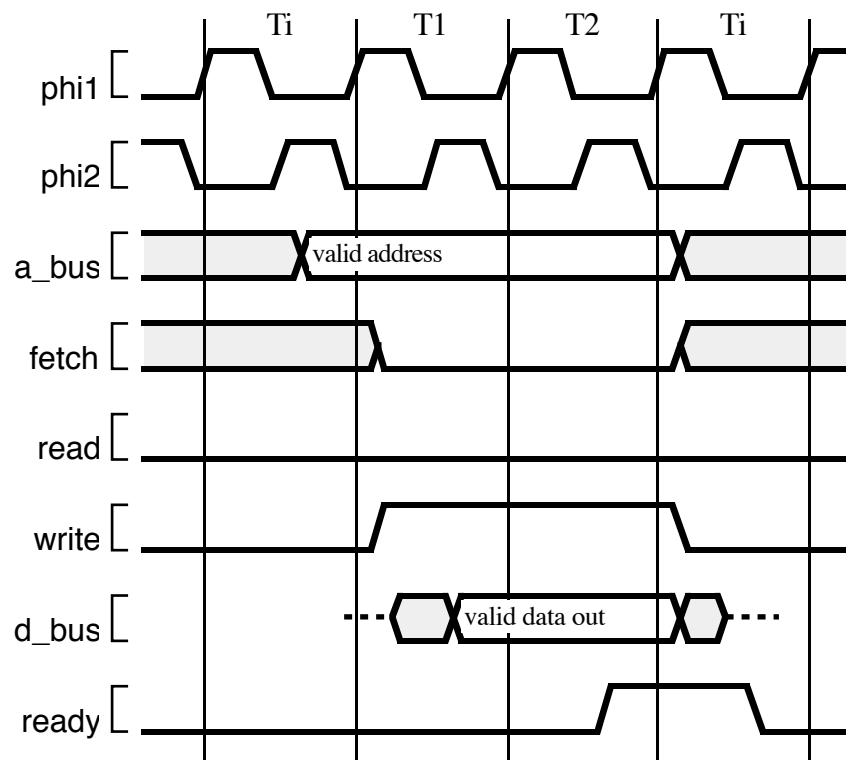 Ti T1 T2 Ti
phi1
phi2
a_bus valid address
fetch
read
write
d_bus valid data out
ready